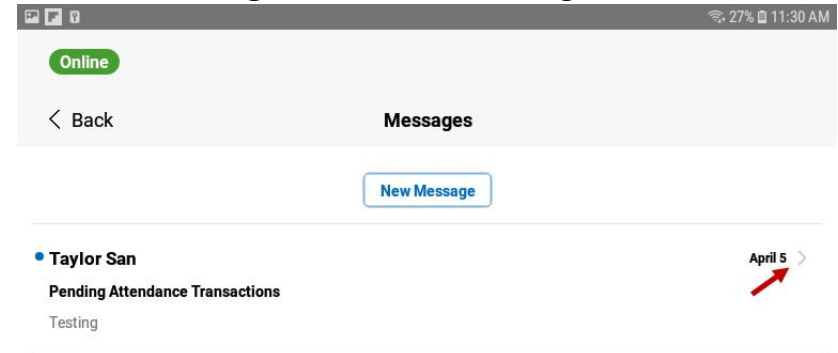 27% 11:30 AM
Online
Back Messages
New Message
Taylor San April 5
Pending Attendance Transactions
Testing